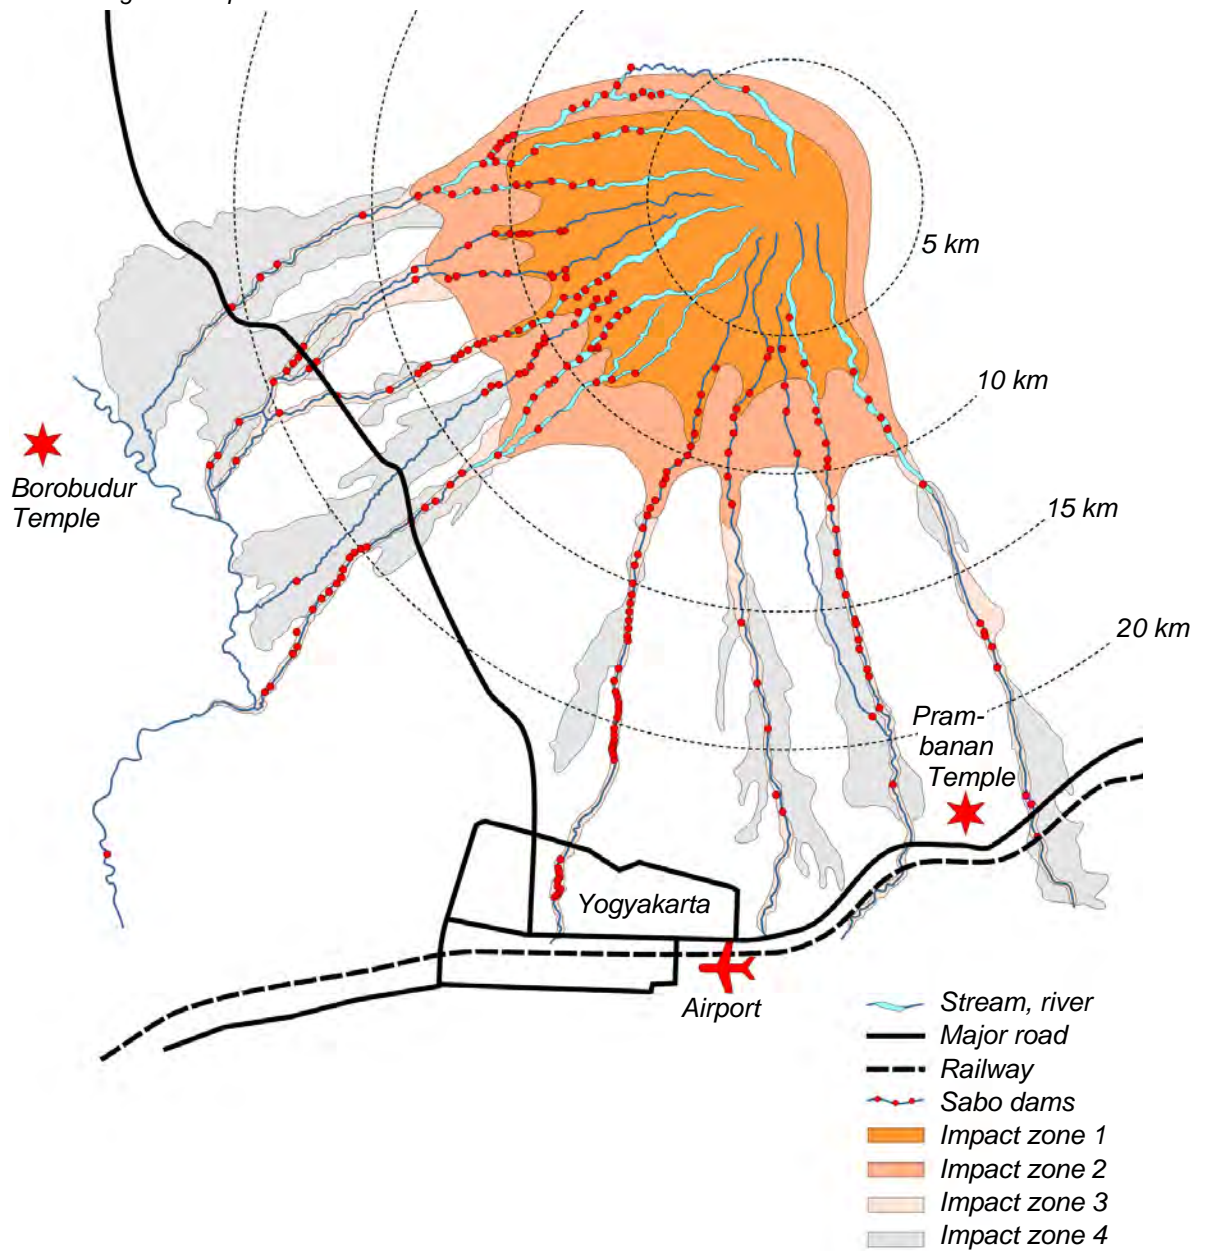 5 km
10 km
15 km
20 km
Borobudur
Temple
Pram-
banan
Temple
Yogyakarta
Airport
Stream, river
Major road
Railway
Sabo dams
Impact zone 1
Impact zone 2
Impact zone 3
Impact zone 4